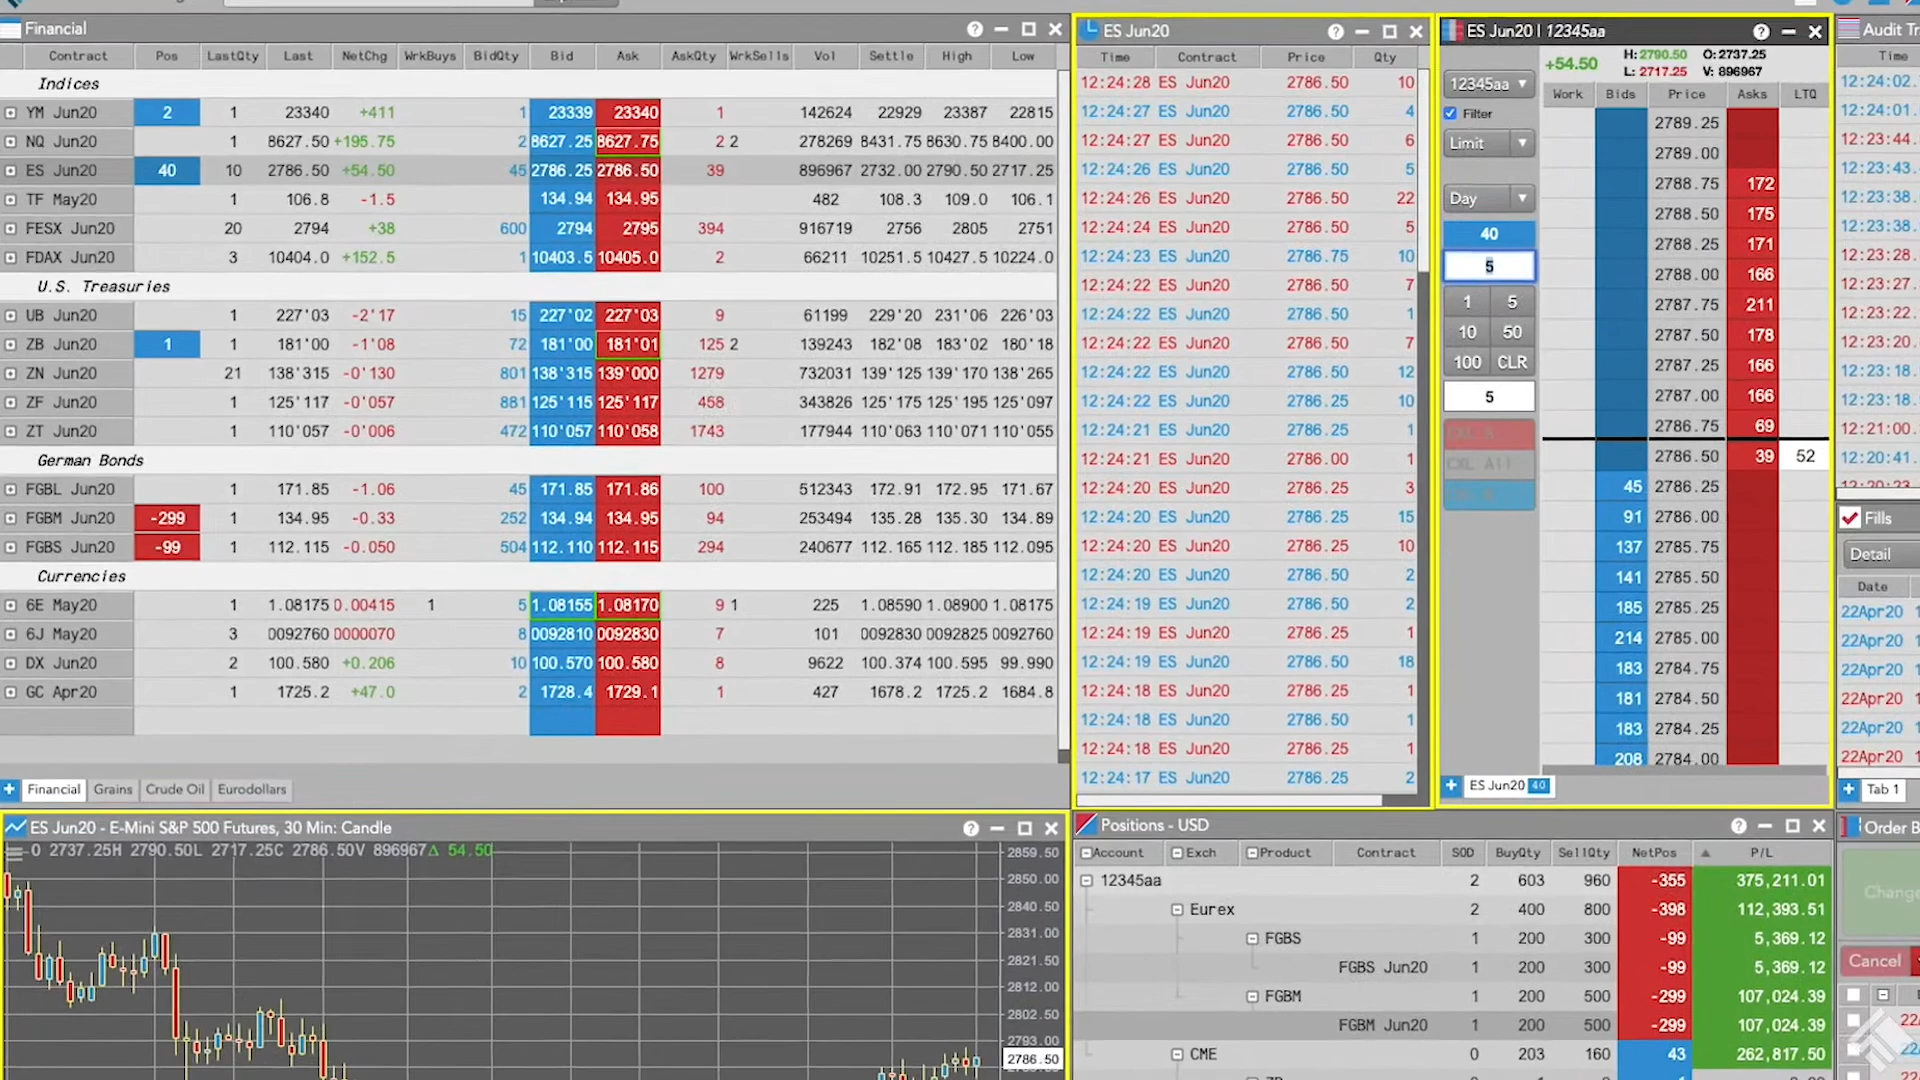 Financial
Contract Pos LastQty Last NetChg WrkBuys BidQty Bid Ask AskQty WrkSells Vol Settle High Low
Indices
YM Jun20 2 1 23340 +411 1 23339 23340 1 142624 22929 23387 22815
NQ Jun20 1 8627.50 +195.75 2 8627.25 8627.75 2 2 278269 8431.75 8630.75 8400.00
ES Jun20 40 10 2786.50 +54.50 45 2786.25 2786.50 39 896967 2732.00 2790.50 2717.25
TF May20 106.8 -1.5 134.94 134.95 482 108.3 109.0 106.1
FESX Jun20 20 2794 +38 600 2794 2795 394 916719 2756 2805 2751
FDAX Jun20 3 10404.0 +152.5 1 10403.5 10405.0 2 66211 10251.5 10427.5 10224.0
U.S. Treasuries
UB Jun20 1 227'03 -2'17 15 227'02 227'03 9 61199 229'20 231'06 226'03
ZB Jun20 1 1 181'00 -1'08 72 181'00 181'01 125 2 139243 182'08 183'02 180'18
ZN Jun20 21 138'315 -0'130 801 138'315 139'000 1279 732031 139'125 139'170 138'265
ZF Jun20 1 125'117 -0'057 881 125'115 125'117 458 343826 125'175 125'195 125'097
ZT Jun20 1 110'057 -0'006 472 110'057 110'058 1743 177944 110'063 110'071 110'055
German Bonds
FGBL Jun20 1 171.85 -1.06 45 171.85 171.86 100 512343 172.91 172.95 171.67
FGBM Jun20 -299 1 134.95 -0.33 252 134.94 134.95 94 253494 135.28 135.30 134.89
FGBS Jun20 -99 1 112.115 -0.050 504 112.110 112.115 294 240677 112.165 112.185 112.095
Currencies
6E May20 1 1.08175 0.00415 1 5 1.08155 1.08170 9 1 225 1.08590 1.08900 1.08175
6J May20 3 0092760 0000070 8 0092810 0092830 7 101 0092830 0092825 0092760
DX Jun20 2 100.580 +0.206 10 100.570 100.580 8 9622 100.374 100.595 99.990
GC Apr20 1 1725.2 +47.0 2 1728.4 1729.1 1 427 1678.2 1725.2 1684.8
Financial Grains Crude Oil Eurodollars
ES Jun20
Time Contract Price Qty
12:24:28 ES Jun20 2786.50 10
12:24:27 ES Jun20 2786.50 4
12:24:27 ES Jun20 2786.50 6
12:24:26 ES Jun20 2786.50 5
12:24:26 ES Jun20 2786.50 22
12:24:24 ES Jun20 2786.50 5
12:24:23 ES Jun20 2786.75 10
12:24:22 ES Jun20 2786.50 7
12:24:22 ES Jun20 2786.50 1
12:24:22 ES Jun20 2786.50 7
12:24:22 ES Jun20 2786.50 12
12:24:22 ES Jun20 2786.25 10
12:24:21 ES Jun20 2786.25 1
12:24:21 ES Jun20 2786.00 1
12:24:20 ES Jun20 2786.25 3
12:24:20 ES Jun20 2786.25 15
12:24:20 ES Jun20 2786.25 10
12:24:20 ES Jun20 2786.50 2
12:24:19 ES Jun20 2786.50 2
12:24:19 ES Jun20 2786.25 1
12:24:19 ES Jun20 2786.50 18
12:24:18 ES Jun20 2786.25 1
12:24:18 ES Jun20 2786.50 1
12:24:18 ES Jun20 2786.25 1
12:24:17 ES Jun20 2786.25 2
ES Jun20 | 12345aa
+54.50 H: 2790.50 O: 2737.25
L: 2717.25 V: 896967
12345aa
Filter
Limit
Day
40
5
1 5
10 50
100 CLR
5
CXL All
Work Bids Price Asks LTQ
2789.25
2789.00
2788.75 172
2788.50 175
2788.25 171
2788.00 166
2787.75 211
2787.50 178
2787.25 166
2787.00 166
2786.75 69
2786.50 39 52
45 2786.25
91 2786.00
137 2785.75
141 2785.50
185 2785.25
214 2785.00
183 2784.75
181 2784.50
183 2784.25
208 2784.00
ES Jun20 40
Audit Tr
Time
12:24:02.
12:24:01.
12:23:44.
12:23:43.
12:23:38.
12:23:38.
12:23:28.
12:23:27.
12:23:22.
12:23:20.
12:23:18.
12:23:18.
12:21:00.
12:20:41.
12:20:23
Fills
Detail
Date
22Apr20 1
22Apr20 1
22Apr20 1
22Apr20 1
22Apr20 1
22Apr20 1
Tab 1
ES Jun20 - E-Mini S&P 500 Futures, 30 Min: Candle
O 2737.25H 2790.50L 2717.25C 2786.50V 896967Δ 54.50
2859.50
2850.00
2840.50
2831.00
2821.50
2812.00
2802.50
2793.00
2786.50
Positions - USD
Account Exch Product Contract SOD BuyQty SellQty NetPos P/L
12345aa 2 603 960 -355 375,211.01
Eurex 2 400 800 -398 112,393.51
FGBS 1 200 300 -99 5,369.12
FGBS Jun20 1 200 300 -99 5,369.12
FGBM 1 200 500 -299 107,024.39
FGBM Jun20 1 200 500 -299 107,024.39
CME 0 203 160 43 262,817.50
Order B
Change
Cancel